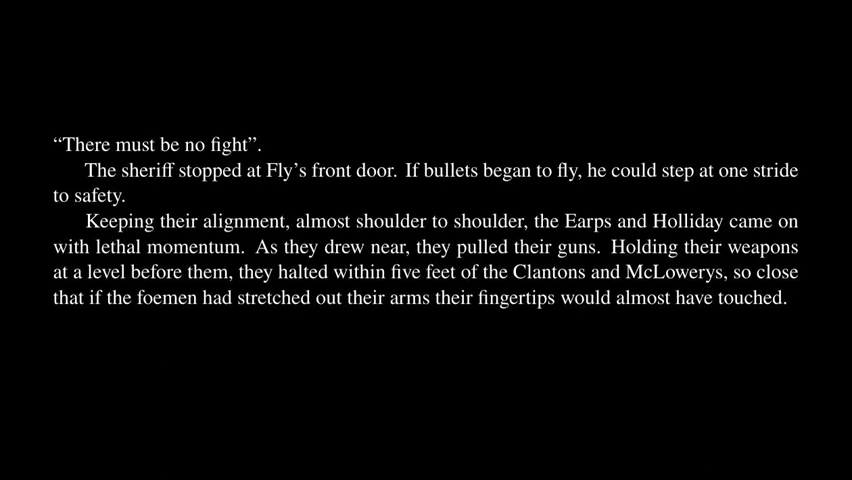 “There must be no fight”.
The sheriff stopped at Fly’s front door. If bullets began to fly, he could step at one stride
to safety.
Keeping their alignment, almost shoulder to shoulder, the Earps and Holliday came on
with lethal momentum. As they drew near, they pulled their guns. Holding their weapons
at a level before them, they halted within five feet of the Clantons and McLowerys, so close
that if the foemen had stretched out their arms their fingertips would almost have touched.